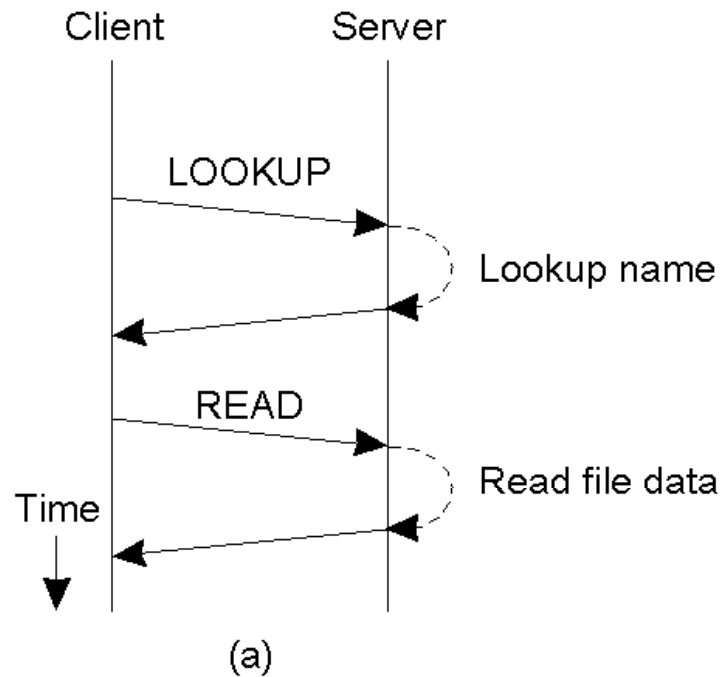 Client
Server
LOOKUP
Lookup name
READ
Read file data
Time
(a)